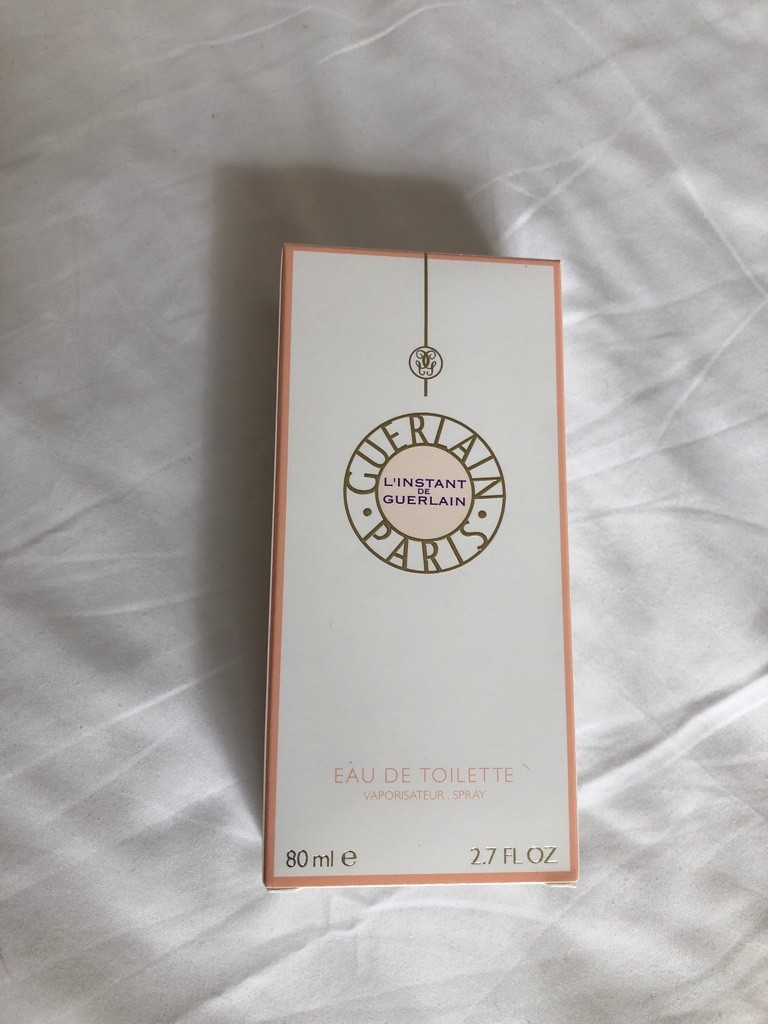 GUERLAIN
L'INSTANT
DE
GUERLAIN
• PARIS •
EAU DE TOILETTE
VAPORISATEUR . SPRAY
80 ml ℮
2.7 FL OZ